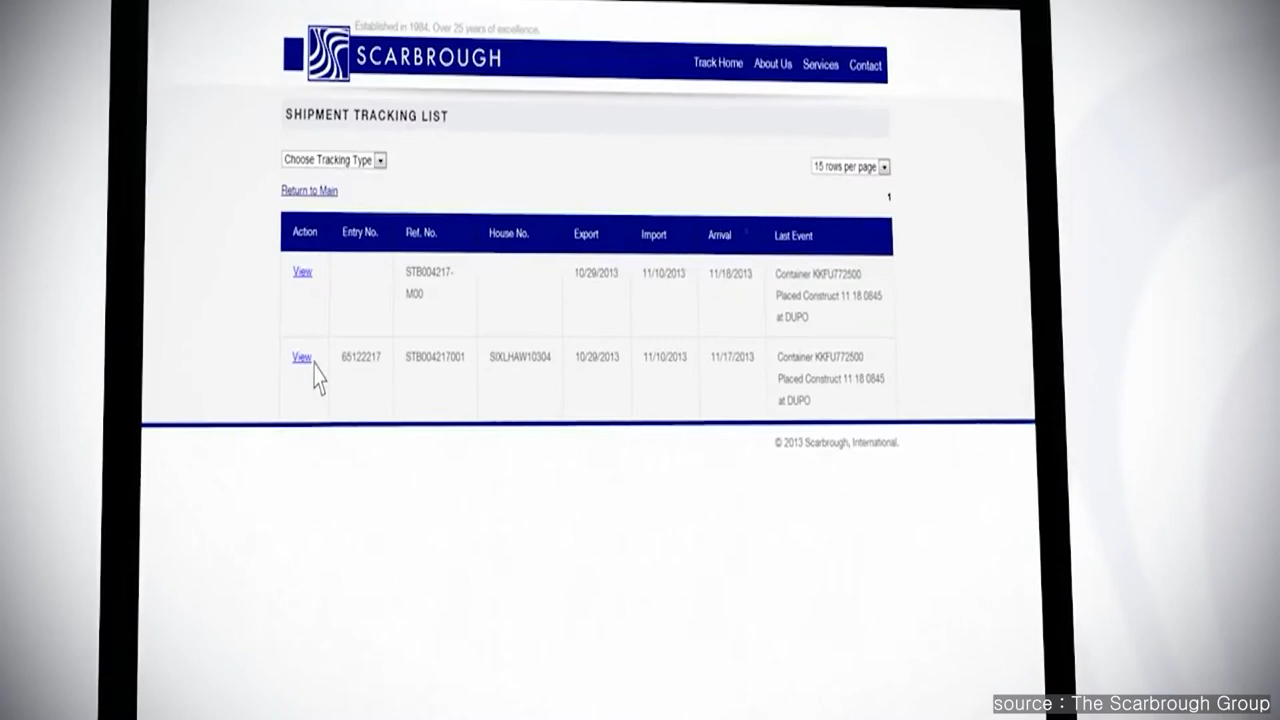 Established in 1984. Over 25 years of excellence.
SCARBROUGH
Track Home About Us Services Contact
SHIPMENT TRACKING LIST
Choose Tracking Type
15 rows per page
Return to Main
1
Action Entry No. Ref. No. House No. Export Import Arrival Last Event
View STB004217- 10/29/2013 11/10/2013 11/18/2013 Container KKFU772500
M00 Placed Construct 11 18 0845
at DUPO
View 65122217 STB004217001 SIXLHAW10304 10/29/2013 11/10/2013 11/17/2013 Container KKFU772500
Placed Construct 11 18 0845
at DUPO
© 2013 Scarbrough, International.
source : The Scarbrough Group